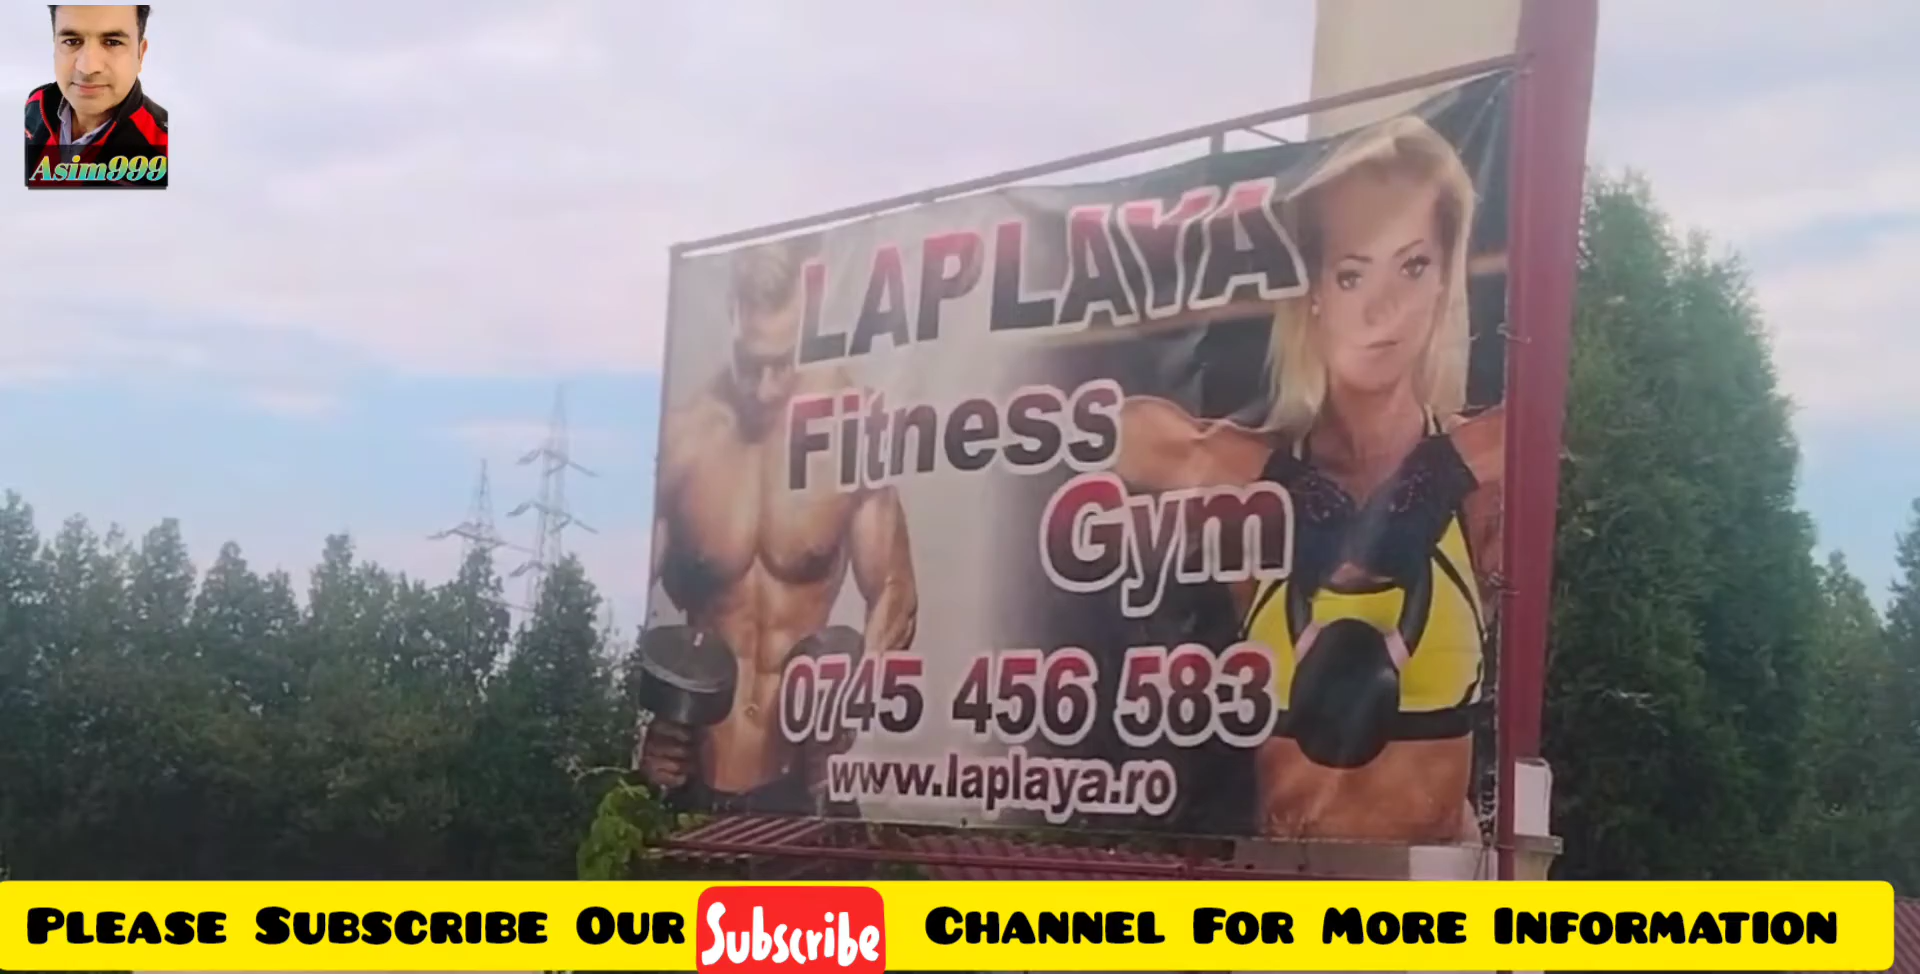 Asim999
LAPLAYA
Fitness
Gym
0745 456 583
www.laplaya.ro
PLEASE SUBSCRIBE OUR Subscribe CHANNEL FOR MORE INFORMATION